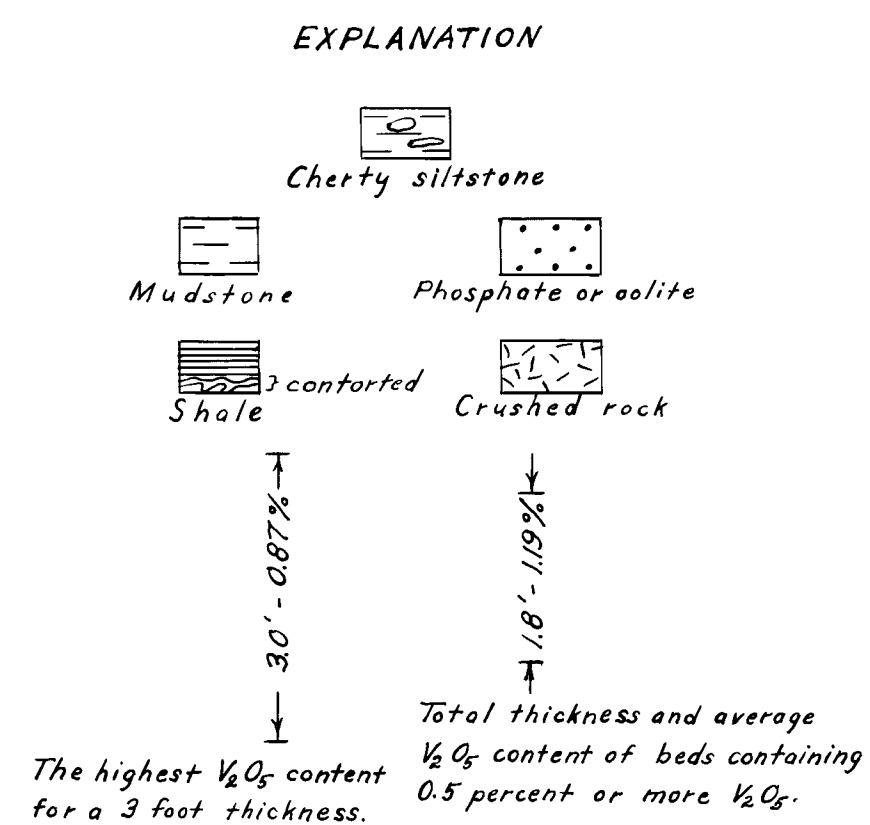 EXPLANATION
Cherty siltstone
Mudstone
Phosphate or oolite
} contorted
Shale
Crushed rock
3.0' - 0.87%
1.8' - 1.19%
The highest V₂O₅ content
for a 3 foot thickness.
Total thickness and average
V₂O₅ content of beds containing
0.5 percent or more V₂O₅.